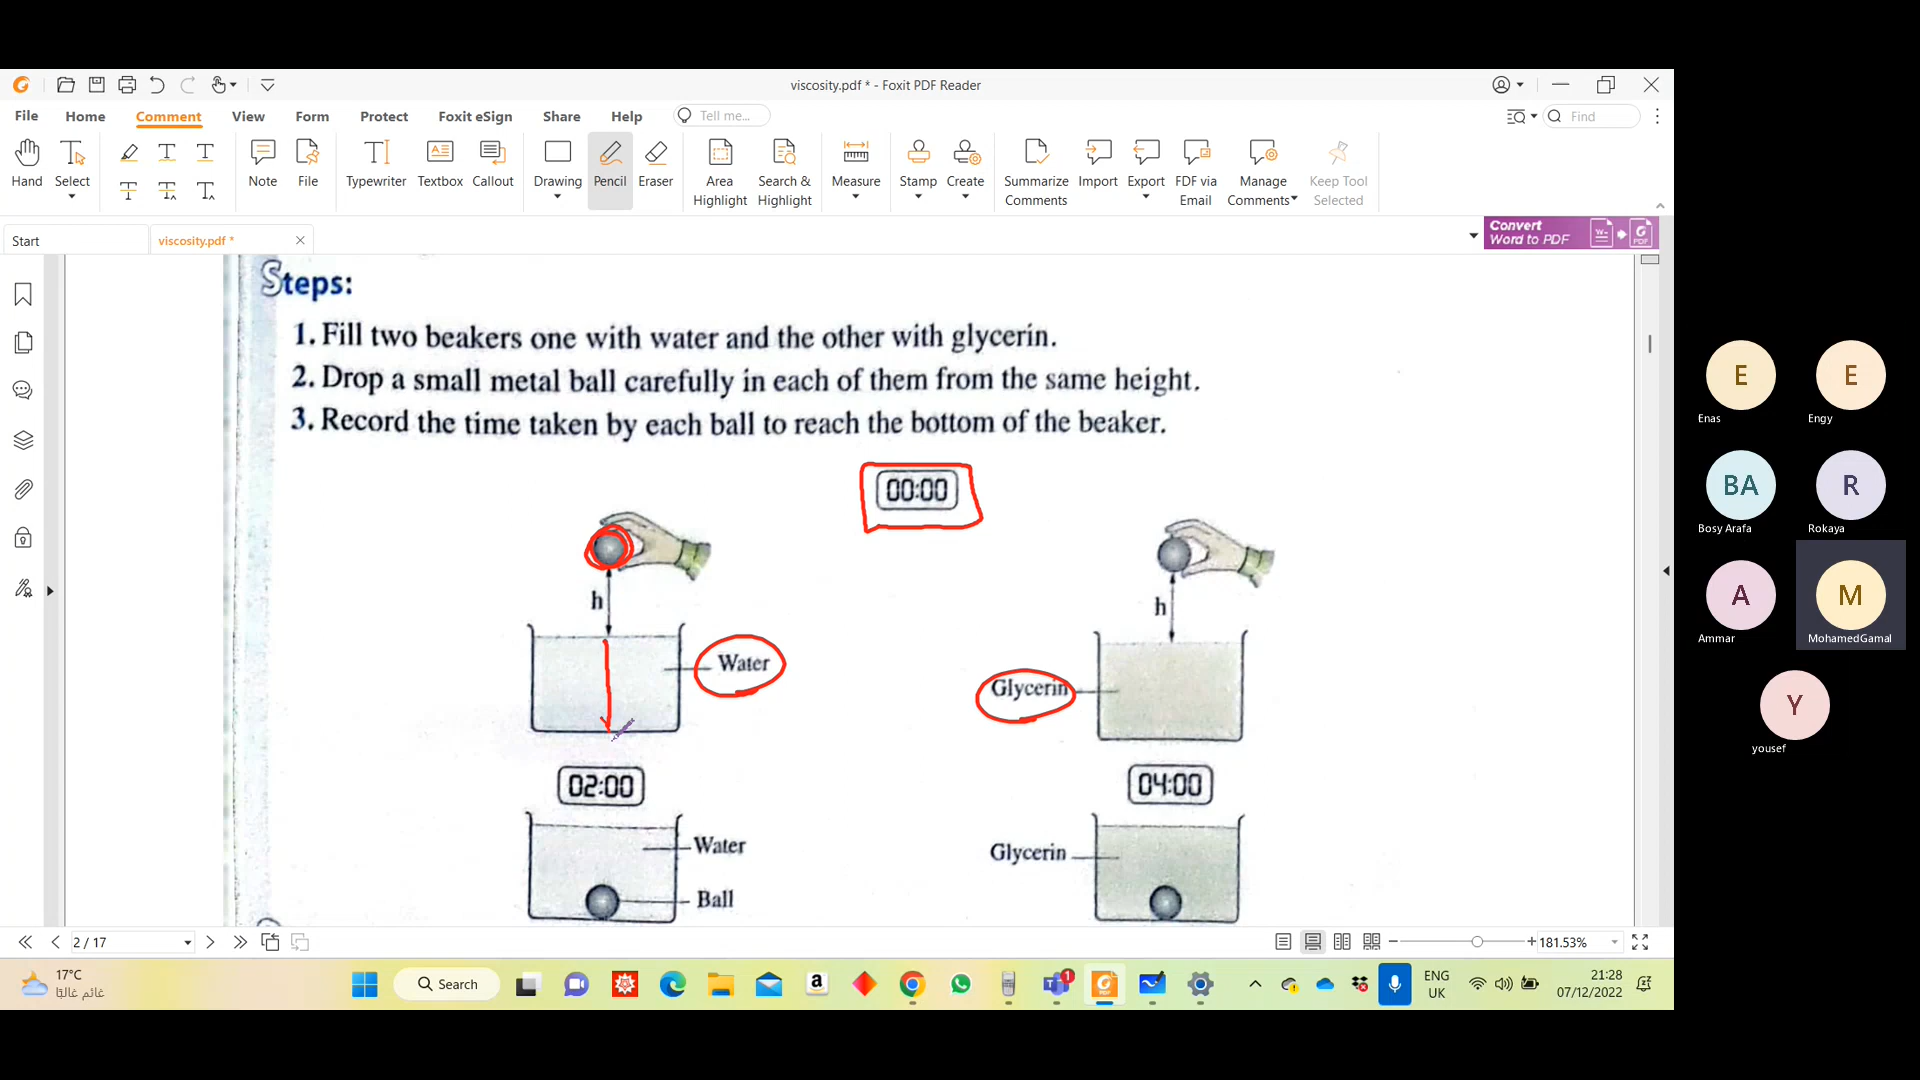 viscosity.pdf * - Foxit PDF Reader
File Home Comment View Form Protect Foxit eSign Share Help Tell me... Find
Hand Select Note File Typewriter Textbox Callout Drawing Pencil Eraser Area Highlight Search & Highlight Measure Stamp Create Summarize Comments Import Export FDF via Email Manage Comments Keep Tool Selected
Start viscosity.pdf *
Convert
Word to PDF
Steps:
1. Fill two beakers one with water and the other with glycerin.
2. Drop a small metal ball carefully in each of them from the same height.
3. Record the time taken by each ball to reach the bottom of the beaker.
00:00
h
h
Water
Glycerin
02:00
04:00
Water
Glycerin
Ball
E
Enas
E
Engy
BA
Bosy Arafa
R
Rokaya
A
Ammar
M
MohamedGamal
Y
yousef
2 / 17
181.53%
17°C
غائم غالبًا
Search
1
ENG
UK
21:28
07/12/2022